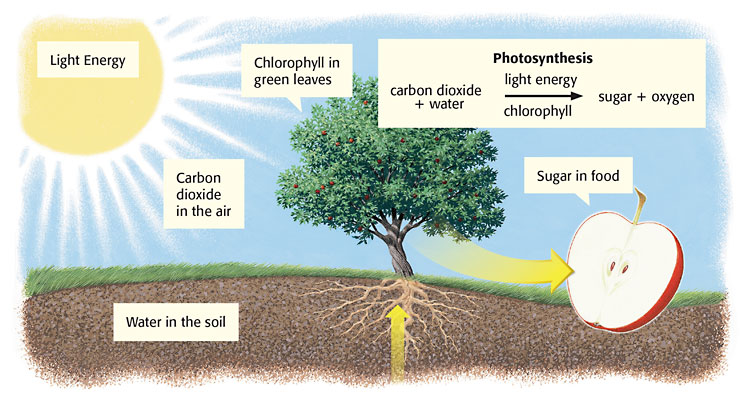 Light Energy
Chlorophyll in
green leaves
Photosynthesis
carbon dioxide
+ water
light energy
chlorophyll
sugar + oxygen
Carbon
dioxide
in the air
Sugar in food
Water in the soil